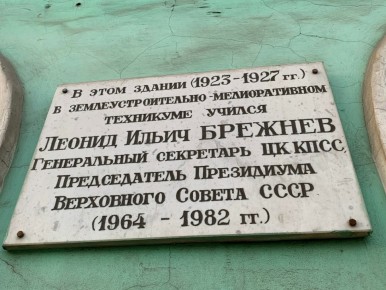 В этом здании (1923-1927 гг.)
в землеустроительно-мелиоративном
техникуме учился
Леонид Ильич БРЕЖНЕВ
Генеральный секретарь ЦК КПСС,
Председатель Президиума
Верховного Совета СССР
(1964 - 1982 гг.)